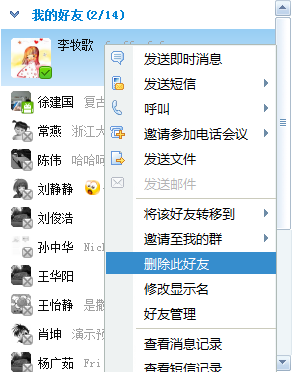 我的好友(2/14)
李牧歌
徐建国 复古
常燕 浙江大
陈伟 哈哈呵
刘静静
刘俊浩
孙中华 Nic
王华阳
王怡静 是撒
肖坤 演示预
杨广茹 Fri
发送即时消息
发送短信
呼叫
邀请参加电话会议
发送文件
发送邮件
将该好友转移到
邀请至我的群
删除此好友
修改显示名
好友管理
查看消息记录
查看短信记录